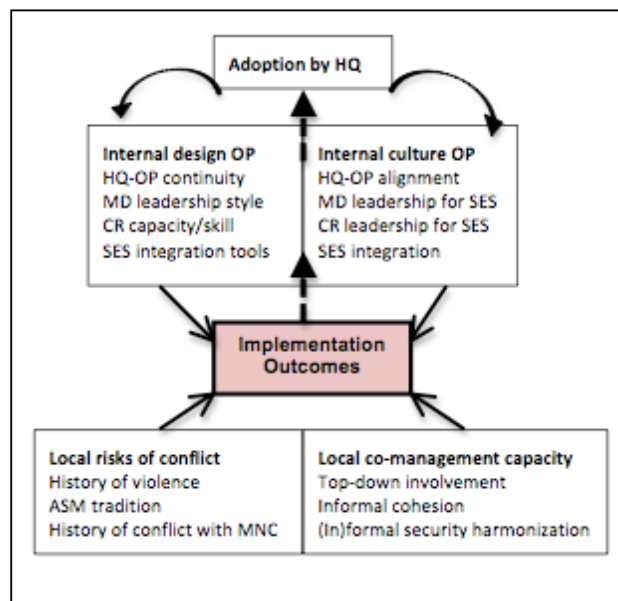 Adoption by HQ
Internal design OP
HQ-OP continuity
MD leadership style
CR capacity/skill
SES integration tools
Internal culture OP
HQ-OP alignment
MD leadership for SES
CR leadership for SES
SES integration
Implementation
Outcomes
Local risks of conflict
History of violence
ASM tradition
History of conflict with MNC
Local co-management capacity
Top-down involvement
Informal cohesion
(In)formal security harmonization